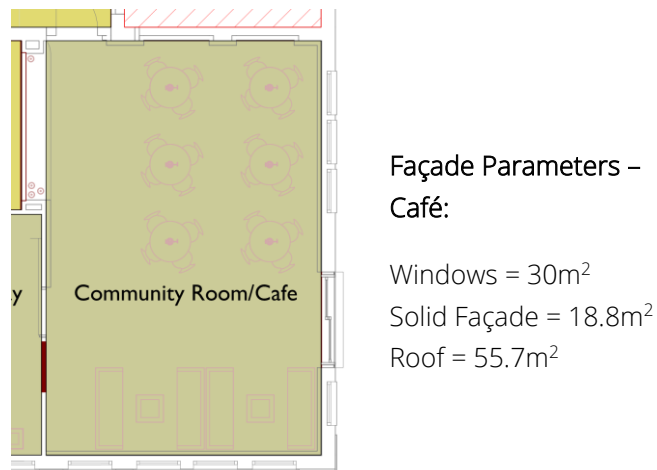 Façade Parameters –
Café:
Windows = 30m²
Solid Façade = 18.8m²
Roof = 55.7m²
y
Community Room/Cafe